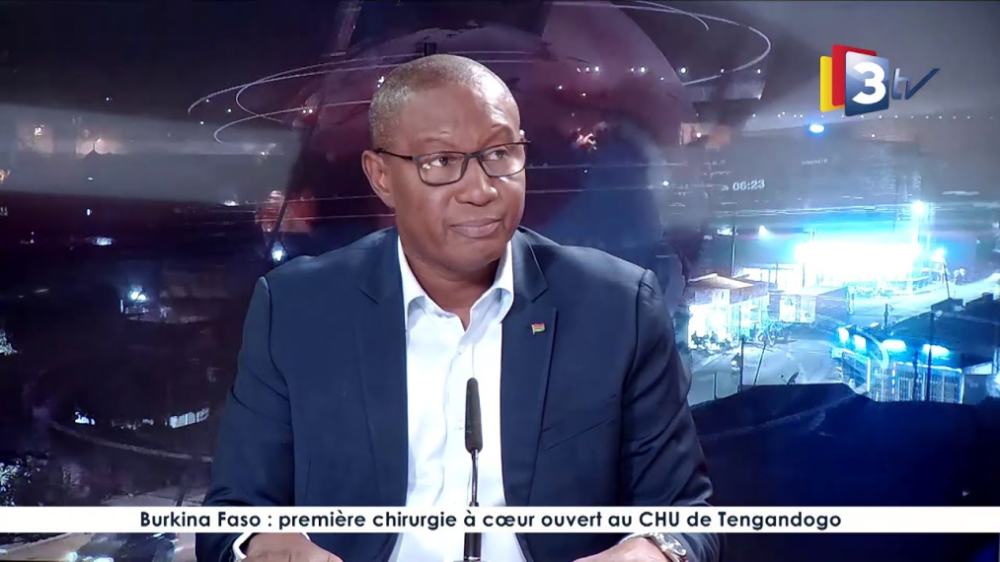 3tv
06:23
Burkina Faso : première chirurgie à cœur ouvert au CHU de Tengandogo